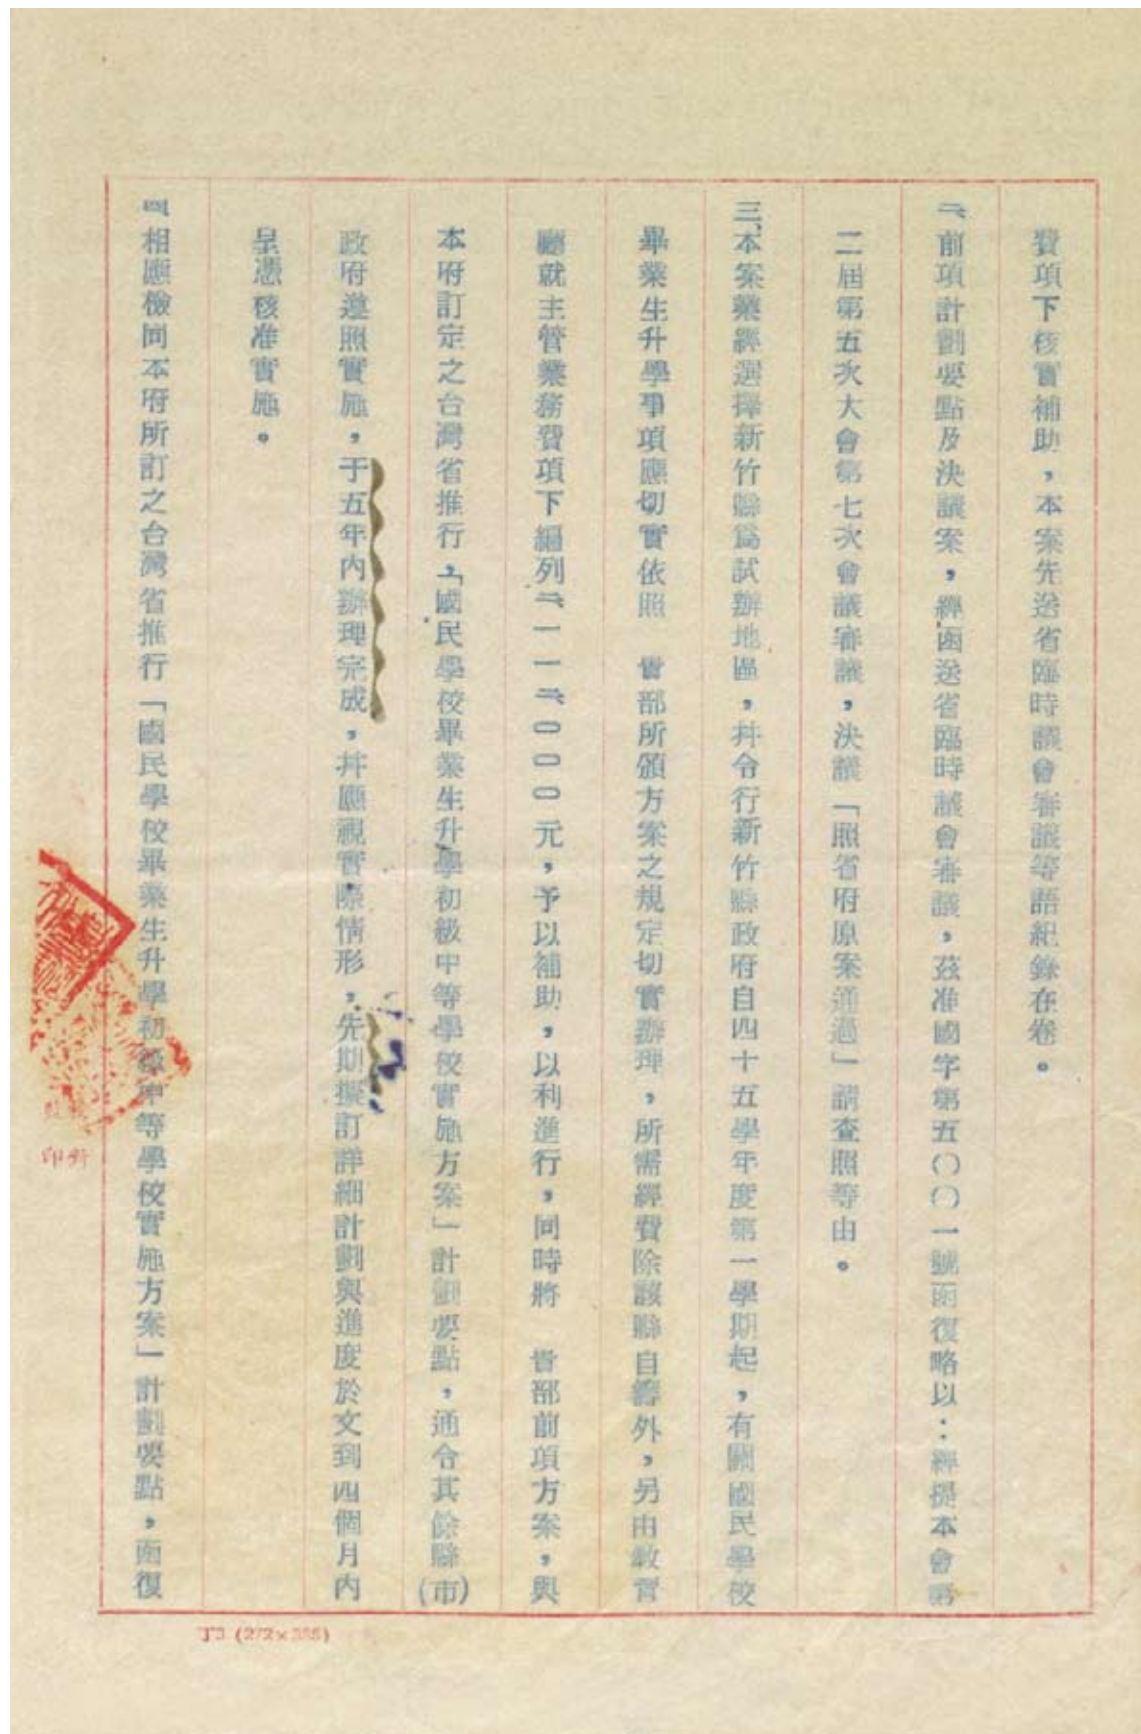 費項下核實補助，本案先送省臨時議會審議等語紀錄在卷。
二、前項計劃要點及決議案，經函送省臨時議會審議，茲准國字第五〇〇一號函復略以：經提本會第
二屆第五次大會第七次會議審議，決議「照省府原案通過」請查照等由。
三、本案業經選擇新竹縣為試辦地區，并令行新竹縣政府自四十五學年度第一學期起，有關國民學校
畢業生升學事項應切實依照　貴部所頒方案之規定切實辦理，所需經費除該縣自籌外，另由教育
廳就主管業務費項下編列二、一一二、〇〇〇元，予以補助，以利進行，同時將　貴部前項方案，與
本府訂定之台灣省推行，「國民學校畢業生升學初級中等學校實施方案」計劃要點，通令其餘縣(市)
政府遵照實施，于五年內辦理完成，并應視實際情形，先期擬訂詳細計劃與進度於文到四個月內
呈憑核准實施。
四、相應檢同本府所訂之台灣省推行「國民學校畢業生升學初級中等學校實施方案」計劃要點，函復
丁3 (272×385)